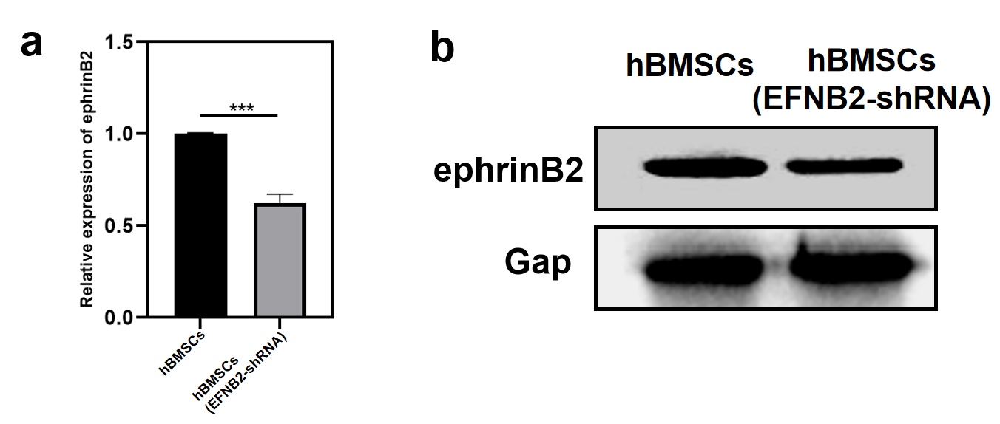 a
Relative expression of ephrinB2
1.5
1.0
0.5
0.0
***
hBMSCs
hBMSCs
(EFNB2-shRNA)
b
hBMSCs
hBMSCs
(EFNB2-shRNA)
ephrinB2
Gap